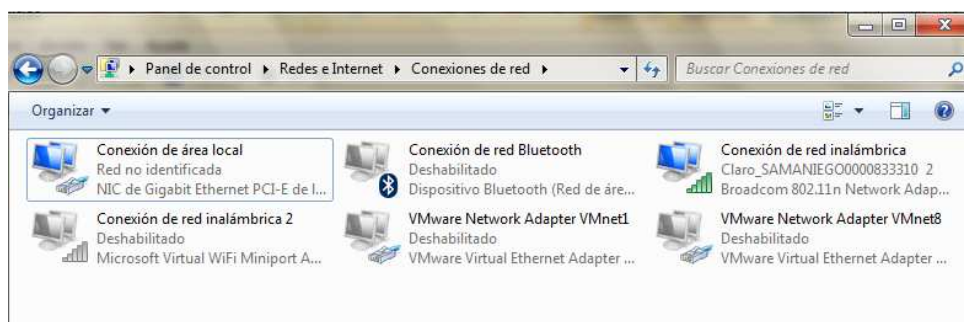 Panel de control ▸ Redes e Internet ▸ Conexiones de red ▸
Buscar Conexiones de red
Organizar
Conexión de área local
Red no identificada
NIC de Gigabit Ethernet PCI-E de l...
Conexión de red Bluetooth
Deshabilitado
Dispositivo Bluetooth (Red de áre...
Conexión de red inalámbrica
Claro_SAMANIEGO0000833310 2
Broadcom 802.11n Network Adap...
Conexión de red inalámbrica 2
Deshabilitado
Microsoft Virtual WiFi Miniport A...
VMware Network Adapter VMnet1
Deshabilitado
VMware Virtual Ethernet Adapter ...
VMware Network Adapter VMnet8
Deshabilitado
VMware Virtual Ethernet Adapter ...